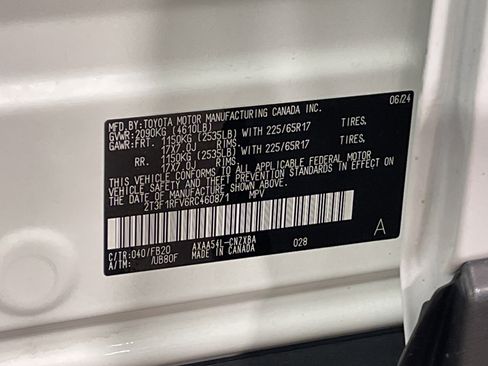 MFD.BY: TOYOTA MOTOR MANUFACTURING CANADA INC. 06/24
GVWR: 2090KG (4610LB)
GAWR: FRT. 1150KG (2535LB) WITH 225/65R17 TIRES,
17X7.0J RIMS
RR. 1150KG (2535LB) WITH 225/65R17 TIRES,
17X7.0J RIMS
THIS VEHICLE CONFORMS TO ALL APPLICABLE FEDERAL MOTOR
VEHICLE SAFETY AND THEFT PREVENTION STANDARDS IN EFFECT ON
THE DATE OF MANUFACTURE SHOWN ABOVE.
2T3F1RFV6RC460871 MPV
C/TR: 040/FB20 AXAA54L-CNZXBA 028 A
A/TM: /UB80F MADE IN CANADA